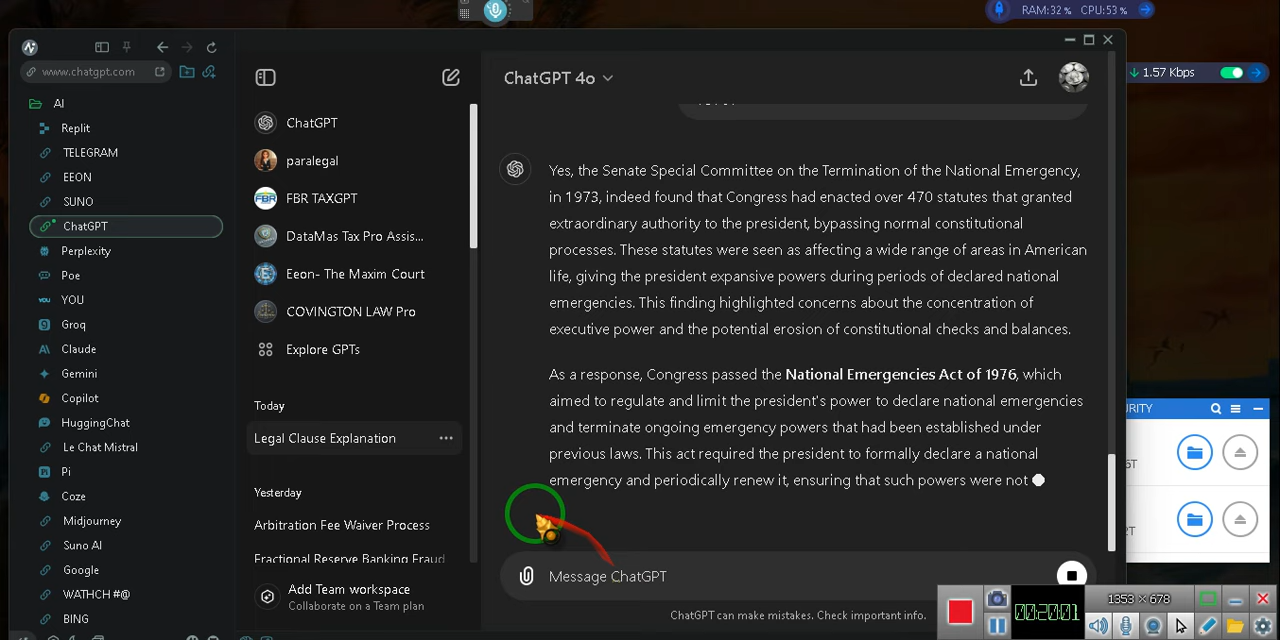 RAM:32 % CPU:53 %
www.chatgpt.com
ChatGPT 4o
1.57 Kbps
AI
Replit
TELEGRAM
EEON
SUNO
ChatGPT
Perplexity
Poe
YOU
Groq
Claude
Gemini
Copilot
HuggingChat
Le Chat Mistral
Pi
Coze
Midjourney
Suno AI
Google
WATHCH #@
BING
ChatGPT
paralegal
FBR TAXGPT
DataMas Tax Pro Assis...
Eeon- The Maxim Court
COVINGTON LAW Pro
Explore GPTs
Today
Legal Clause Explanation
Yesterday
Arbitration Fee Waiver Process
Fractional Reserve Banking Fraud
Add Team workspace
Collaborate on a Team plan
Yes, the Senate Special Committee on the Termination of the National Emergency,
in 1973, indeed found that Congress had enacted over 470 statutes that granted
extraordinary authority to the president, bypassing normal constitutional
processes. These statutes were seen as affecting a wide range of areas in American
life, giving the president expansive powers during periods of declared national
emergencies. This finding highlighted concerns about the concentration of
executive power and the potential erosion of constitutional checks and balances.
As a response, Congress passed the National Emergencies Act of 1976, which
aimed to regulate and limit the president's power to declare national emergencies
and terminate ongoing emergency powers that had been established under
previous laws. This act required the president to formally declare a national
emergency and periodically renew it, ensuring that such powers were not
Message ChatGPT
ChatGPT can make mistakes. Check important info.
00:20:01
1353 × 678